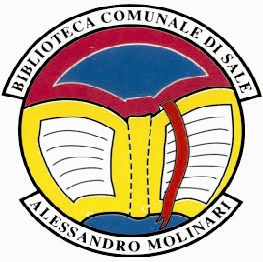 BIBLIOTECA COMUNALE DI SALE
ALESSANDRO MOLINARI